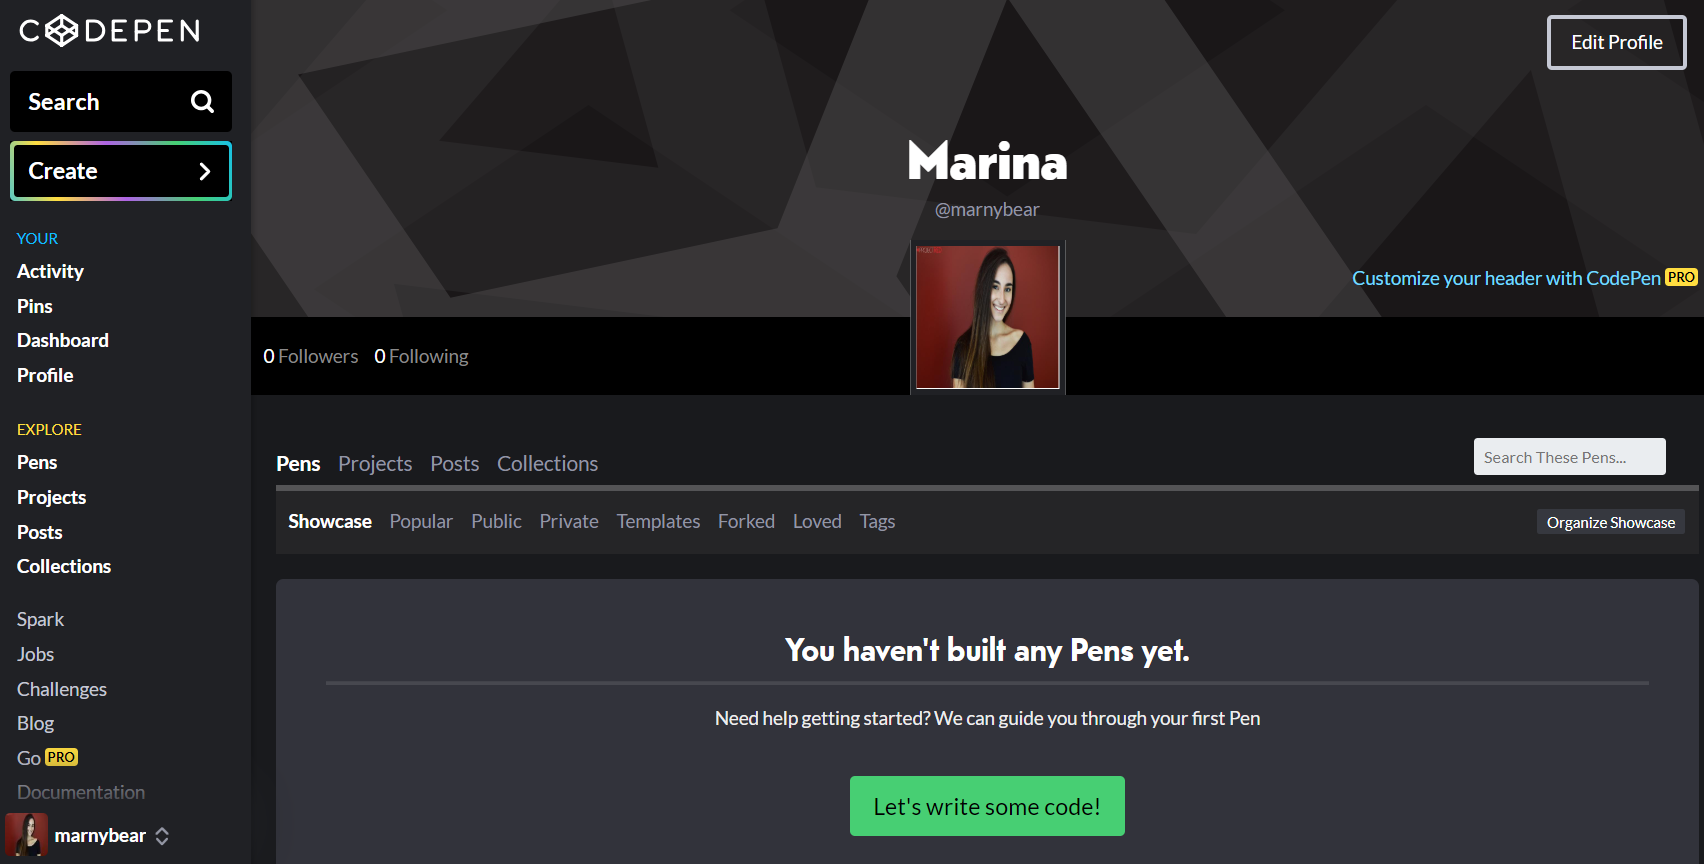 CODEPEN
Search
Create
YOUR
Activity
Pins
Dashboard
Profile
EXPLORE
Pens
Projects
Posts
Collections
Spark
Jobs
Challenges
Blog
Go PRO
Documentation
marnybear
Edit Profile
Marina
@marnybear
Customize your header with CodePen PRO
0 Followers 0 Following
Pens Projects Posts Collections
Search These Pens...
Showcase Popular Public Private Templates Forked Loved Tags
Organize Showcase
You haven't built any Pens yet.
Need help getting started? We can guide you through your first Pen
Let's write some code!